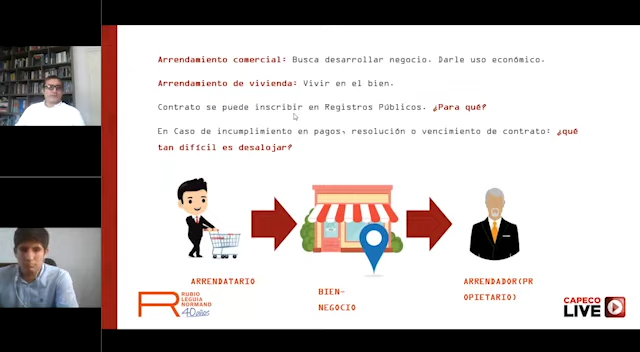 Arrendamiento comercial: Busca desarrollar negocio. Darle uso económico.
Arrendamiento de vivienda: Vivir en el bien.
Contrato se puede inscribir en Registros Públicos. ¿Para qué?
En Caso de incumplimiento en pagos, resolución o vencimiento de contrato: ¿qué
tan difícil es desalojar?
ARRENDATARIO
BIEN-
NEGOCIO
ARRENDADOR(PR
OPIETARIO)
RUBIO
LEGUIA
NORMAND
40 años
CAPECO
LIVE